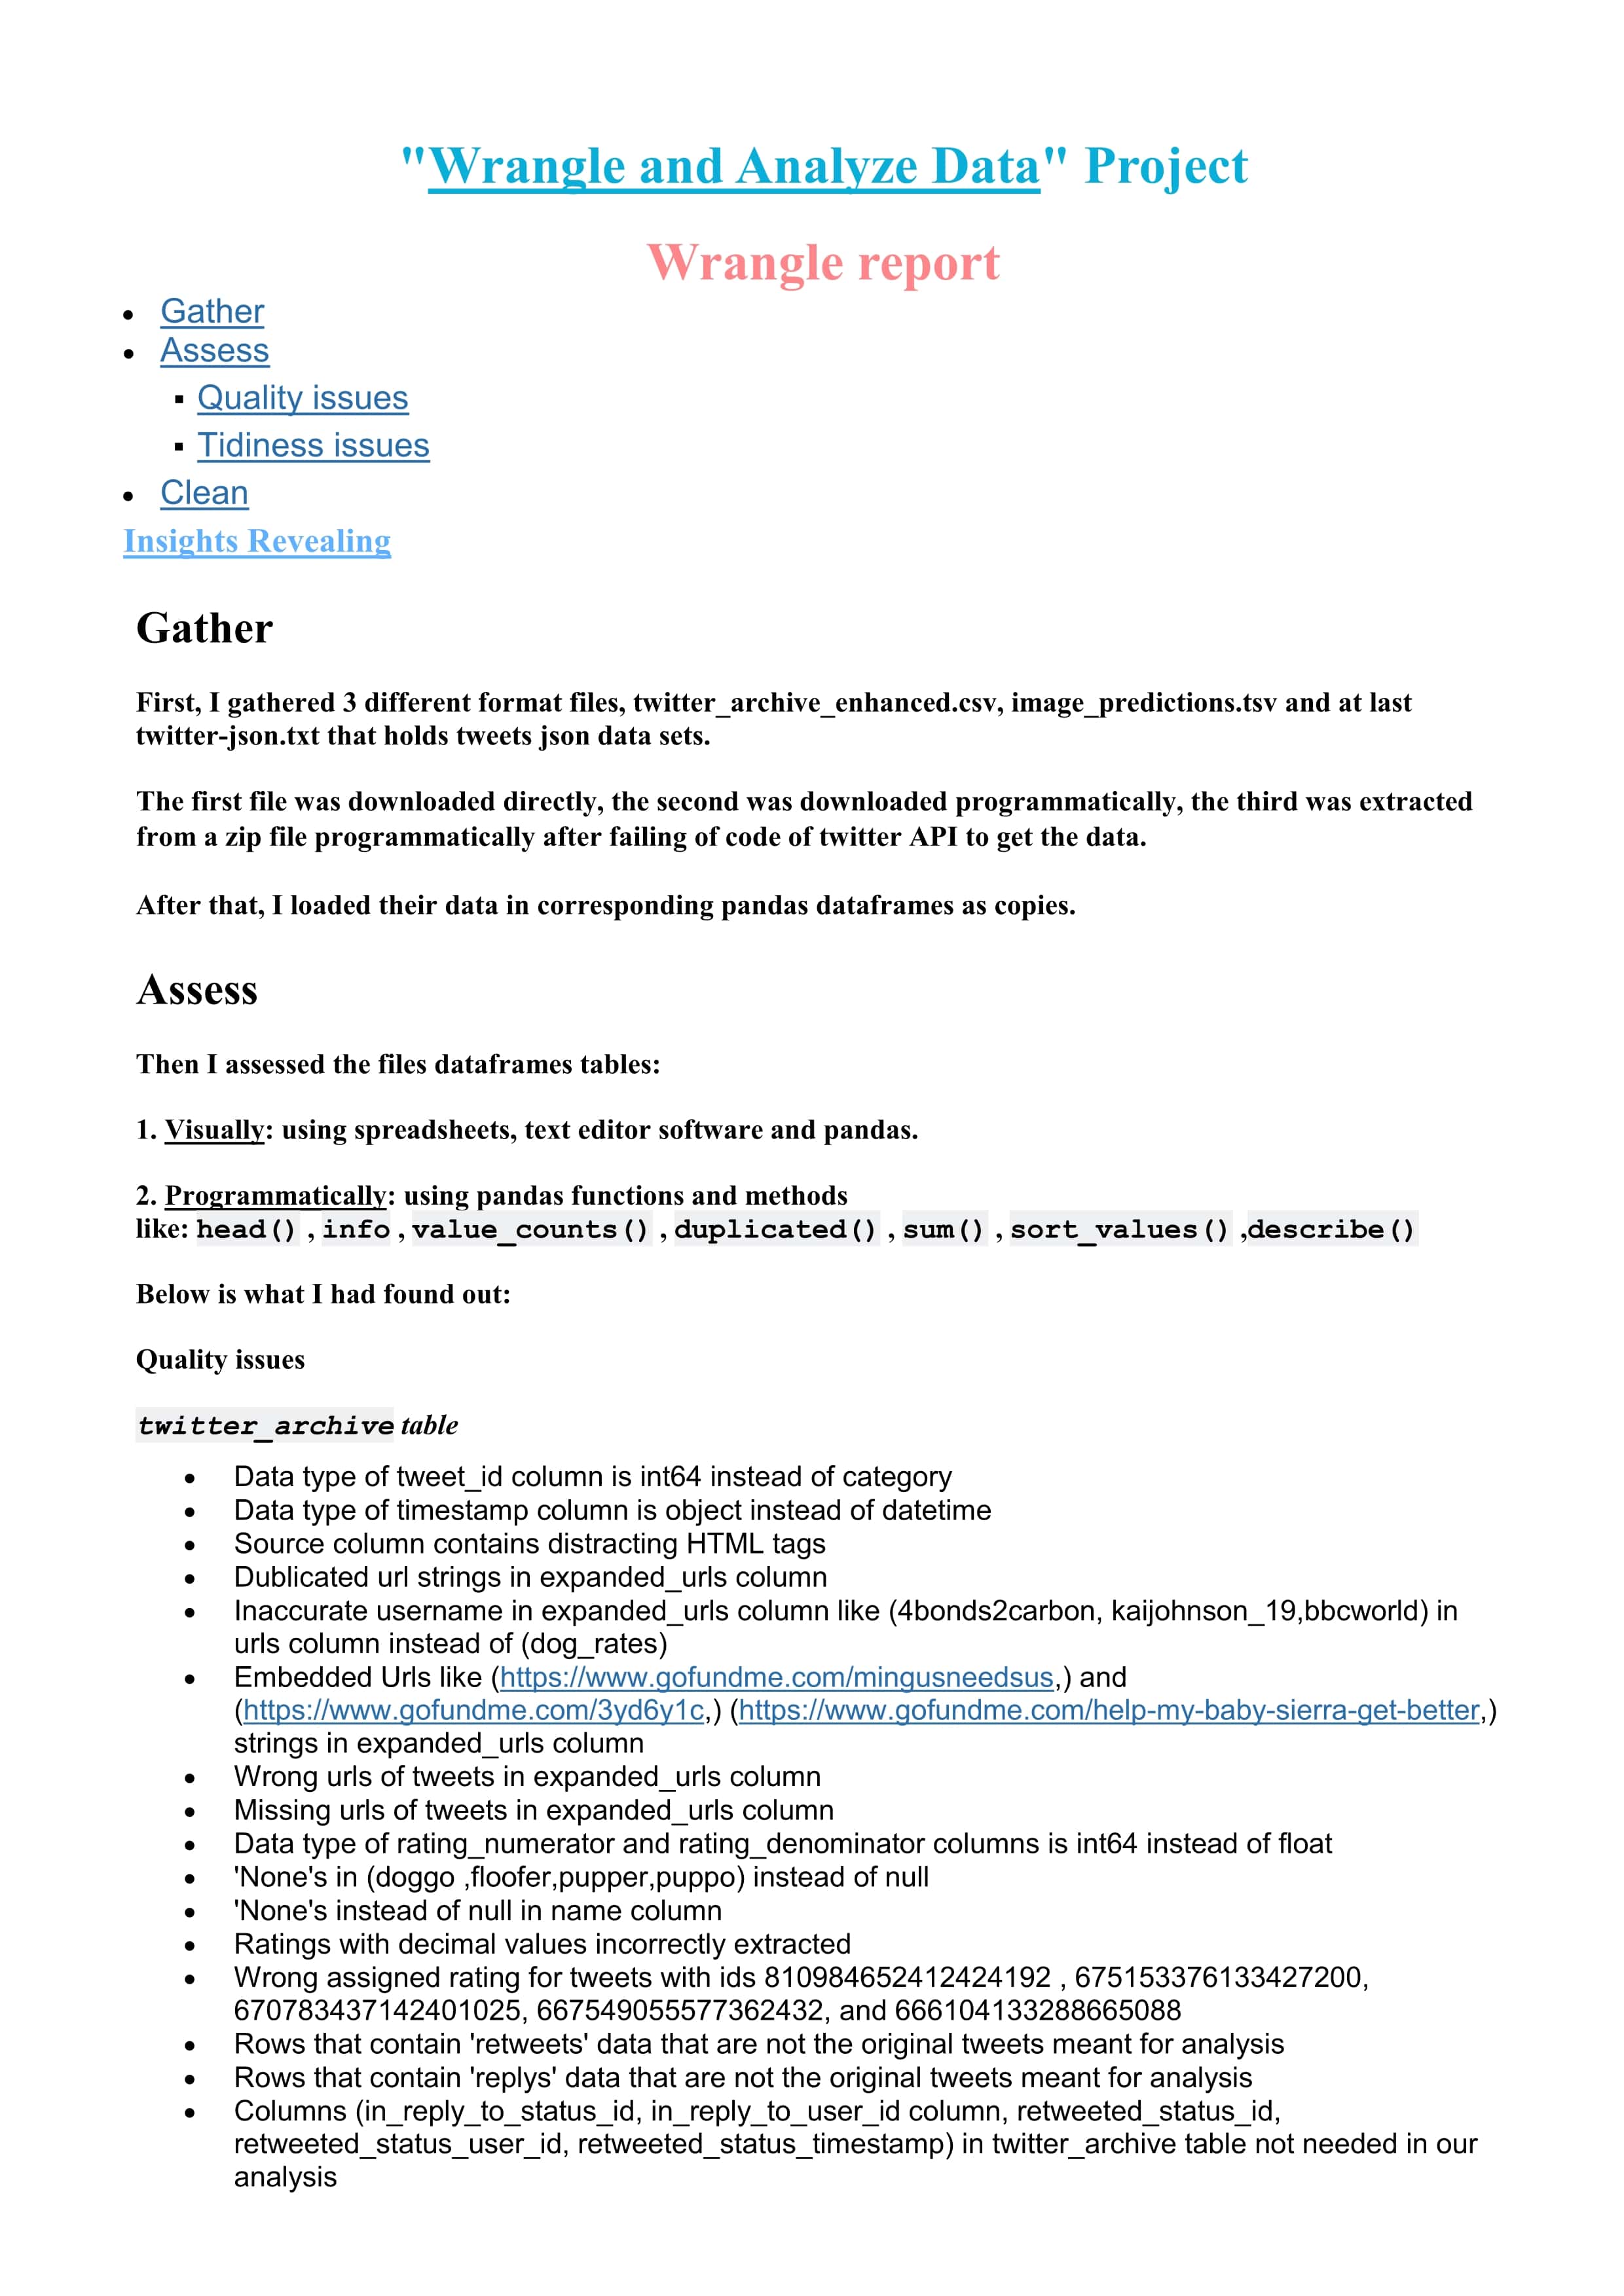 "Wrangle and Analyze Data" Project
Wrangle report
• Gather
• Assess
▪ Quality issues
▪ Tidiness issues
• Clean
Insights Revealing
Gather
First, I gathered 3 different format files, twitter_archive_enhanced.csv, image_predictions.tsv and at last
twitter-json.txt that holds tweets json data sets.
The first file was downloaded directly, the second was downloaded programmatically, the third was extracted
from a zip file programmatically after failing of code of twitter API to get the data.
After that, I loaded their data in corresponding pandas dataframes as copies.
Assess
Then I assessed the files dataframes tables:
1. Visually: using spreadsheets, text editor software and pandas.
2. Programmatically: using pandas functions and methods
like: head() , info , value_counts() , duplicated() , sum() , sort_values() ,describe()
Below is what I had found out:
Quality issues
twitter_archive table
• Data type of tweet_id column is int64 instead of category
• Data type of timestamp column is object instead of datetime
• Source column contains distracting HTML tags
• Dublicated url strings in expanded_urls column
• Inaccurate username in expanded_urls column like (4bonds2carbon, kaijohnson_19,bbcworld) in
urls column instead of (dog_rates)
• Embedded Urls like (https://www.gofundme.com/mingusneedsus,) and
(https://www.gofundme.com/3yd6y1c,) (https://www.gofundme.com/help-my-baby-sierra-get-better,)
strings in expanded_urls column
• Wrong urls of tweets in expanded_urls column
• Missing urls of tweets in expanded_urls column
• Data type of rating_numerator and rating_denominator columns is int64 instead of float
• 'None's in (doggo ,floofer,pupper,puppo) instead of null
• 'None's instead of null in name column
• Ratings with decimal values incorrectly extracted
• Wrong assigned rating for tweets with ids 810984652412424192 , 675153376133427200,
670783437142401025, 667549055577362432, and 666104133288665088
• Rows that contain 'retweets' data that are not the original tweets meant for analysis
• Rows that contain 'replys' data that are not the original tweets meant for analysis
• Columns (in_reply_to_status_id, in_reply_to_user_id column, retweeted_status_id,
retweeted_status_user_id, retweeted_status_timestamp) in twitter_archive table not needed in our
analysis